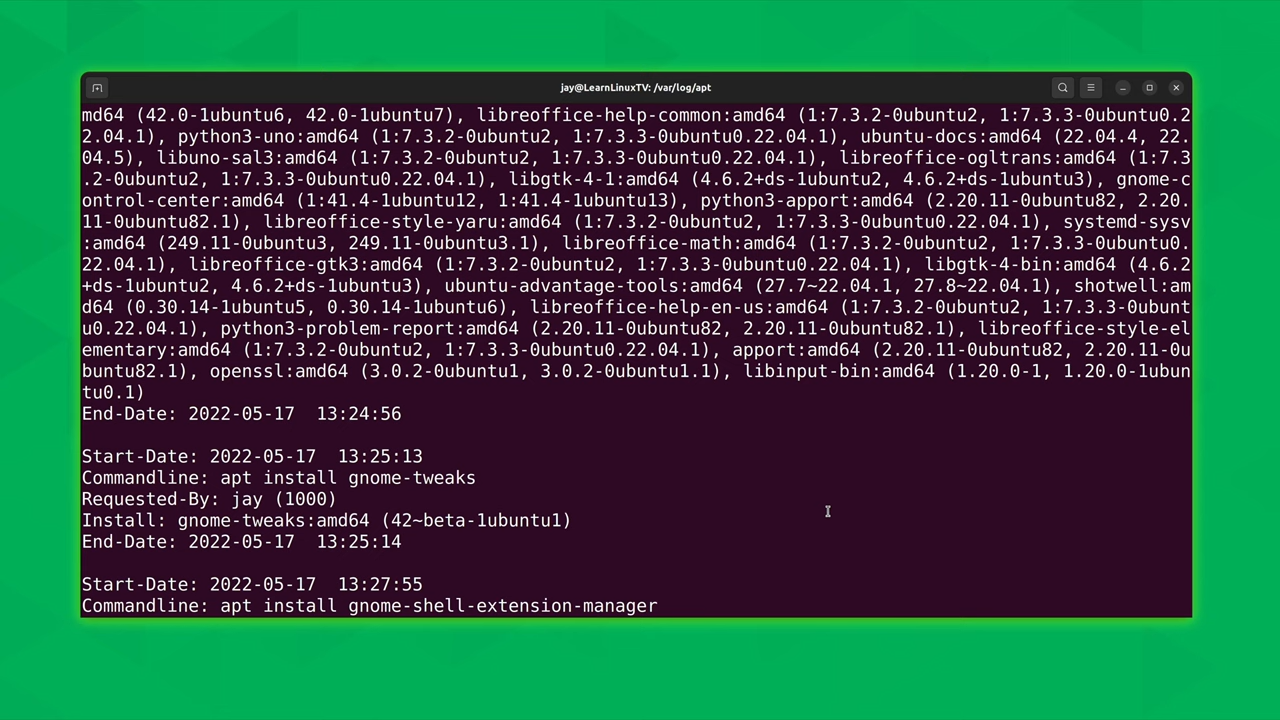 jay@LearnLinuxTV: /var/log/apt
md64 (42.0-1ubuntu6, 42.0-1ubuntu7), libreoffice-help-common:amd64 (1:7.3.2-0ubuntu2, 1:7.3.3-0ubuntu0.2
2.04.1), python3-uno:amd64 (1:7.3.2-0ubuntu2, 1:7.3.3-0ubuntu0.22.04.1), ubuntu-docs:amd64 (22.04.4, 22.
04.5), libuno-sal3:amd64 (1:7.3.2-0ubuntu2, 1:7.3.3-0ubuntu0.22.04.1), libreoffice-ogltrans:amd64 (1:7.3
.2-0ubuntu2, 1:7.3.3-0ubuntu0.22.04.1), libgtk-4-1:amd64 (4.6.2+ds-1ubuntu2, 4.6.2+ds-1ubuntu3), gnome-c
ontrol-center:amd64 (1:41.4-1ubuntu12, 1:41.4-1ubuntu13), python3-apport:amd64 (2.20.11-0ubuntu82, 2.20.
11-0ubuntu82.1), libreoffice-style-yaru:amd64 (1:7.3.2-0ubuntu2, 1:7.3.3-0ubuntu0.22.04.1), systemd-sysv
:amd64 (249.11-0ubuntu3, 249.11-0ubuntu3.1), libreoffice-math:amd64 (1:7.3.2-0ubuntu2, 1:7.3.3-0ubuntu0.
22.04.1), libreoffice-gtk3:amd64 (1:7.3.2-0ubuntu2, 1:7.3.3-0ubuntu0.22.04.1), libgtk-4-bin:amd64 (4.6.2
+ds-1ubuntu2, 4.6.2+ds-1ubuntu3), ubuntu-advantage-tools:amd64 (27.7~22.04.1, 27.8~22.04.1), shotwell:am
d64 (0.30.14-1ubuntu5, 0.30.14-1ubuntu6), libreoffice-help-en-us:amd64 (1:7.3.2-0ubuntu2, 1:7.3.3-0ubunt
u0.22.04.1), python3-problem-report:amd64 (2.20.11-0ubuntu82, 2.20.11-0ubuntu82.1), libreoffice-style-el
ementary:amd64 (1:7.3.2-0ubuntu2, 1:7.3.3-0ubuntu0.22.04.1), apport:amd64 (2.20.11-0ubuntu82, 2.20.11-0u
buntu82.1), openssl:amd64 (3.0.2-0ubuntu1, 3.0.2-0ubuntu1.1), libinput-bin:amd64 (1.20.0-1, 1.20.0-1ubun
tu0.1)
End-Date: 2022-05-17  13:24:56
Start-Date: 2022-05-17  13:25:13
Commandline: apt install gnome-tweaks
Requested-By: jay (1000)
Install: gnome-tweaks:amd64 (42~beta-1ubuntu1)
End-Date: 2022-05-17  13:25:14
Start-Date: 2022-05-17  13:27:55
Commandline: apt install gnome-shell-extension-manager